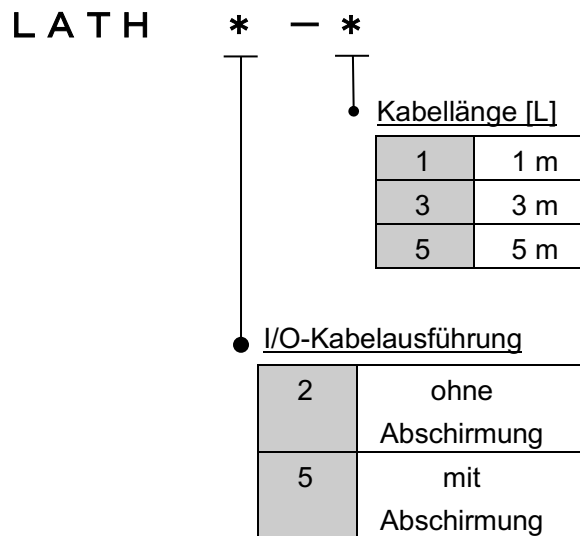 LATH * – *
Kabellänge [L]
1 1 m
3 3 m
5 5 m
I/O-Kabelausführung
2 ohne
Abschirmung
5 mit
Abschirmung